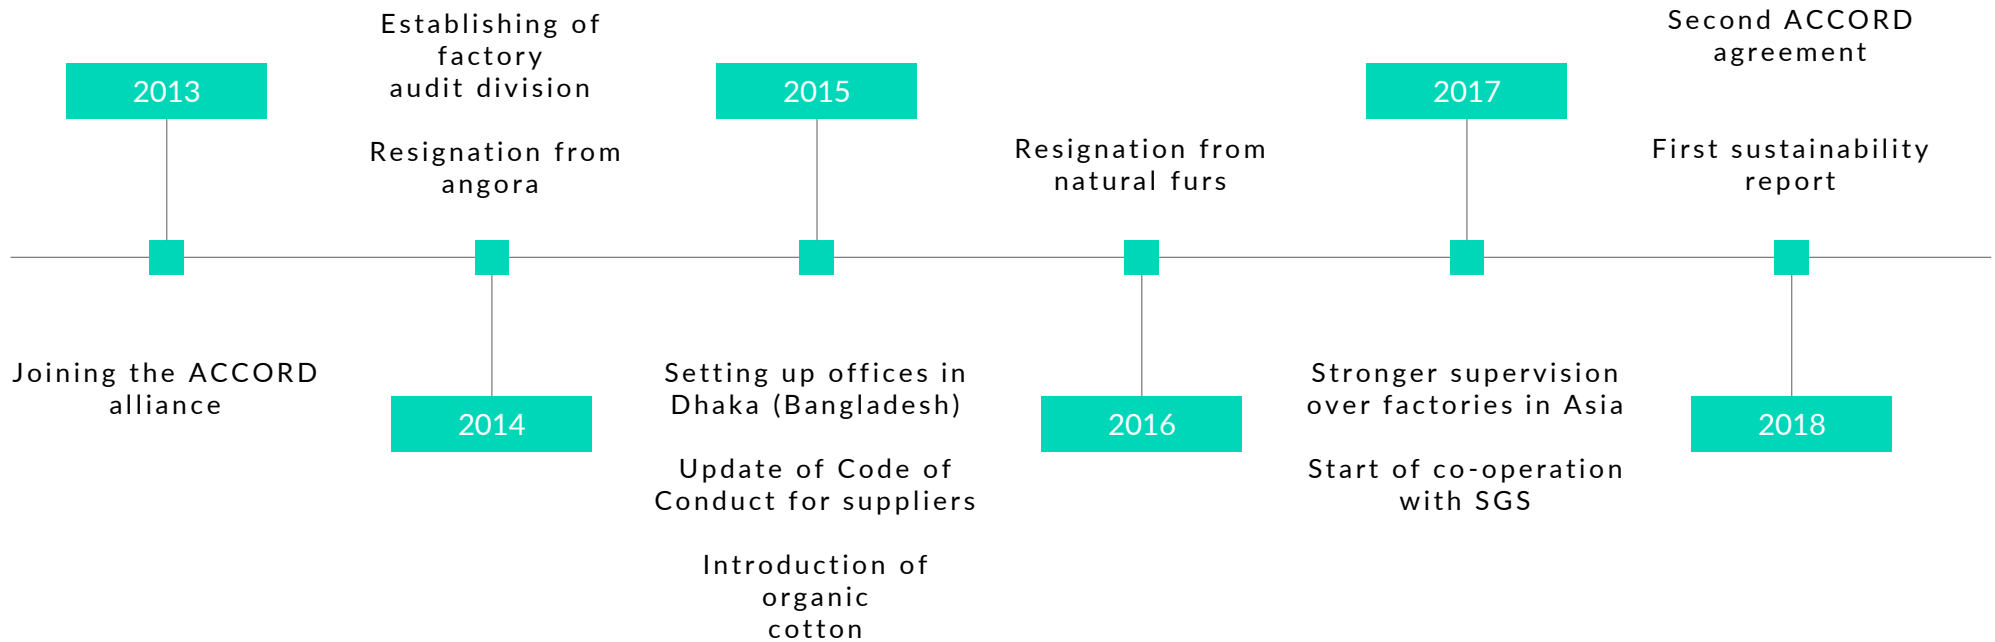 2013
Joining the ACCORD
alliance
Establishing of
factory
audit division
Resignation from
angora
2014
2015
Setting up offices in
Dhaka (Bangladesh)
Update of Code of
Conduct for suppliers
Introduction of
organic
cotton
Resignation from
natural furs
2016
2017
Stronger supervision
over factories in Asia
Start of co-operation
with SGS
Second ACCORD
agreement
First sustainability
report
2018